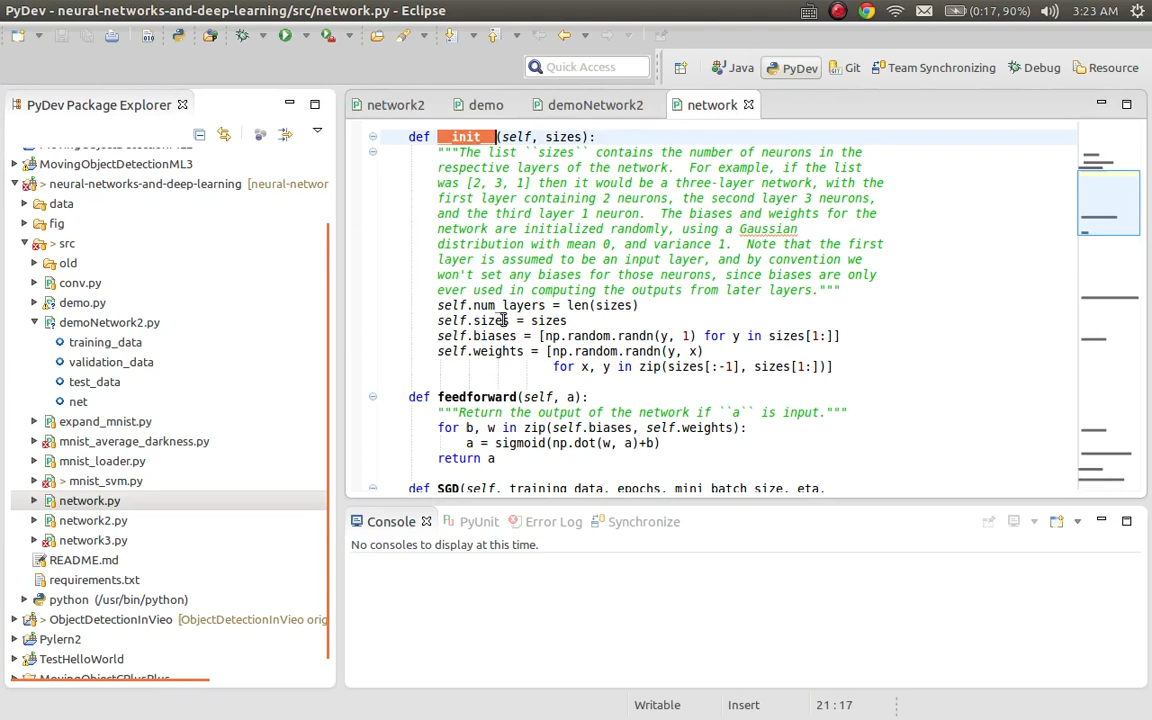 PyDev - neural-networks-and-deep-learning/src/network.py - Eclipse
(0:17, 90%)
3:23 AM
Quick Access
Java
PyDev
Git
Team Synchronizing
Debug
Resource
PyDev Package Explorer
MovingObjectDetectionML3
> neural-networks-and-deep-learning [neural-networ
data
fig
> src
old
conv.py
demo.py
demoNetwork2.py
training_data
validation_data
test_data
net
expand_mnist.py
mnist_average_darkness.py
mnist_loader.py
> mnist_svm.py
network.py
network2.py
network3.py
README.md
requirements.txt
python (/usr/bin/python)
> ObjectDetectionInVieo [ObjectDetectionInVieo orig
Pylern2
TestHelloWorld
MovingObjectCPlusPlus
network2
demo
demoNetwork2
network
def __init__(self, sizes):
"""The list ``sizes`` contains the number of neurons in the
respective layers of the network. For example, if the list
was [2, 3, 1] then it would be a three-layer network, with the
first layer containing 2 neurons, the second layer 3 neurons,
and the third layer 1 neuron. The biases and weights for the
network are initialized randomly, using a Gaussian
distribution with mean 0, and variance 1. Note that the first
layer is assumed to be an input layer, and by convention we
won't set any biases for those neurons, since biases are only
ever used in computing the outputs from later layers."""
self.num_layers = len(sizes)
self.sizes = sizes
self.biases = [np.random.randn(y, 1) for y in sizes[1:]]
self.weights = [np.random.randn(y, x)
for x, y in zip(sizes[:-1], sizes[1:])]
def feedforward(self, a):
"""Return the output of the network if ``a`` is input."""
for b, w in zip(self.biases, self.weights):
a = sigmoid(np.dot(w, a)+b)
return a
def SGD(self, training_data, epochs, mini_batch_size, eta,
Console
PyUnit
Error Log
Synchronize
No consoles to display at this time.
Writable
Insert
21 : 17